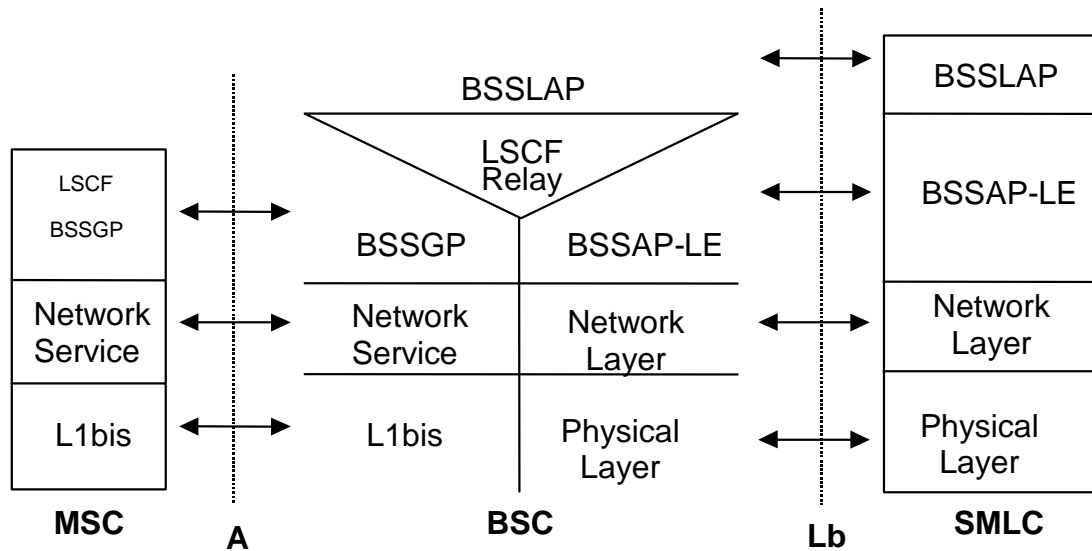 BSSLAP
BSSLAP
LSCF
Relay
LSCF
BSSGP
BSSAP-LE
BSSGP
BSSAP-LE
Network
Service
Network
Service
Network
Layer
Network
Layer
L1bis
L1bis
Physical
Layer
Physical
Layer
MSC
A
BSC
Lb
SMLC